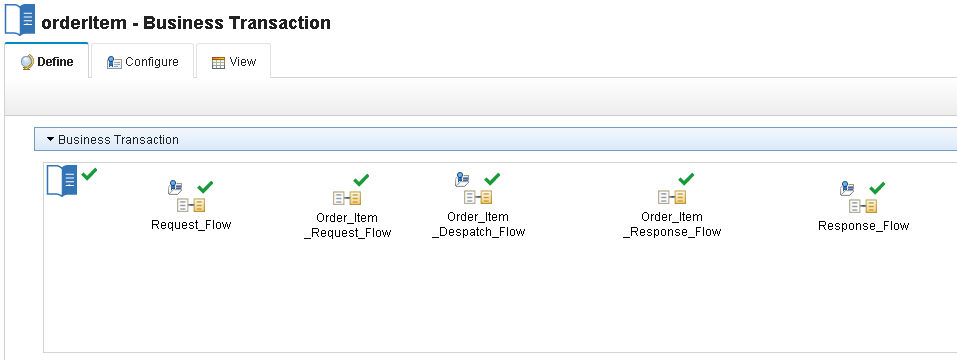 orderItem - Business Transaction
Define
Configure
View
Business Transaction
Request_Flow
Order_Item
_Request_Flow
Order_Item
_Despatch_Flow
Order_Item
_Response_Flow
Response_Flow